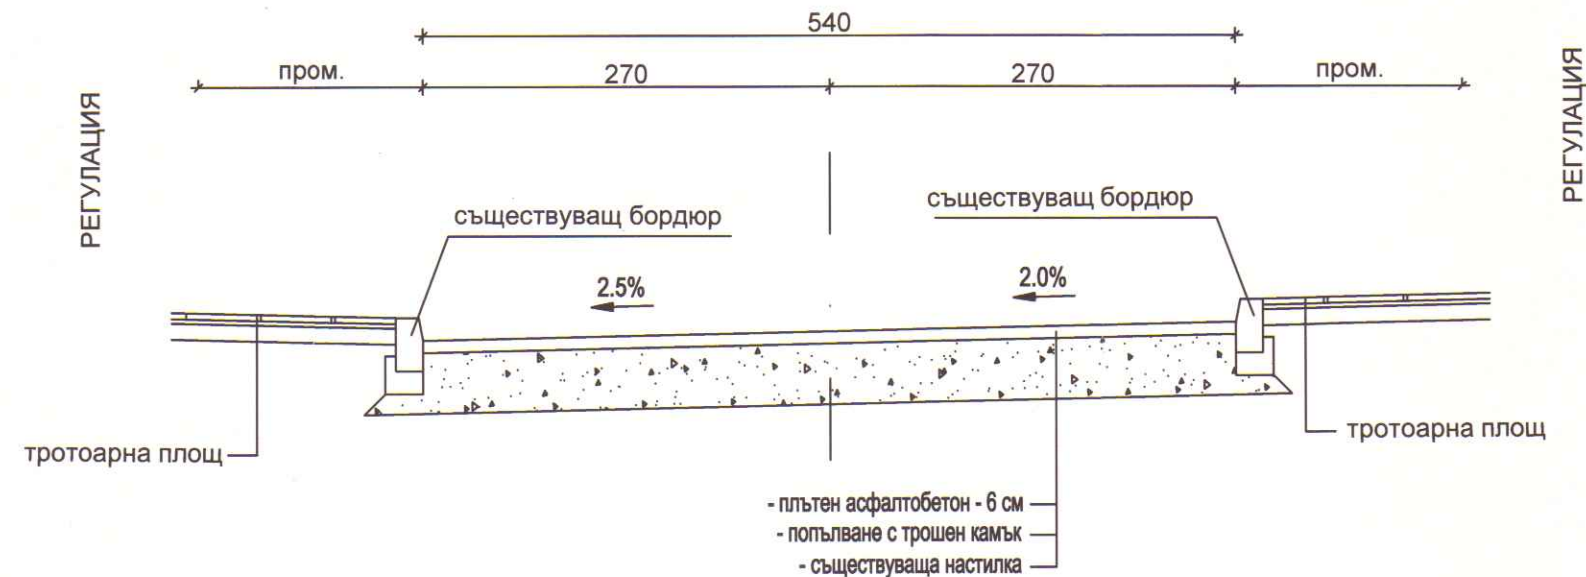 540
пром.
270
270
пром.
РЕГУЛАЦИЯ
РЕГУЛАЦИЯ
съществуващ бордюр
съществуващ бордюр
2.5%
2.0%
тротоарна площ
тротоарна площ
- плътен асфалтобетон - 6 см
- попълване с трошен камък
- съществуваща настилка